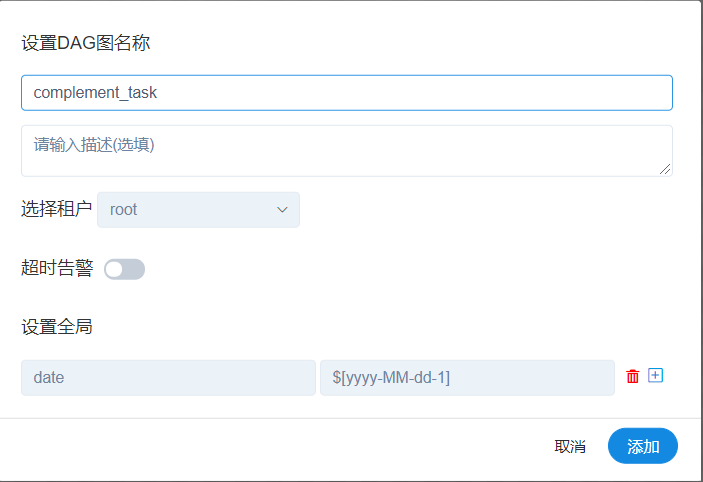 设置DAG图名称
complement_task
请输入描述(选填)
选择租户 root
超时告警
设置全局
date $[yyyy-MM-dd-1]
取消 添加